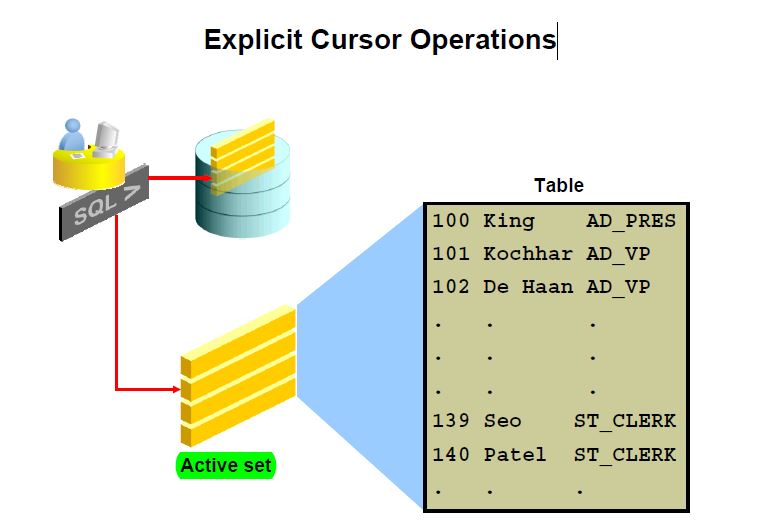 Explicit Cursor Operations
SQL >
Table
100 King AD_PRES
101 Kochhar AD_VP
102 De Haan AD_VP
. . .
. . .
. . .
139 Seo ST_CLERK
140 Patel ST_CLERK
. . .
Active set